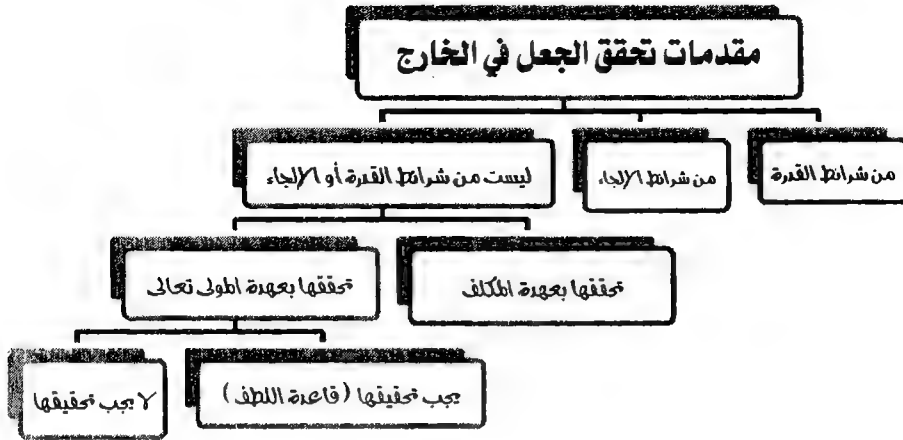 مقدمات تحقق الجعل في الخارج
من شرائط القدرة
من شرائط الإلجاء
ليست من شرائط القدرة أو الإلجاء
تحققها بعهدة المكلف
تحققها بعهدة المولى تعالى
يجب تحقيقها (قاعدة اللطف)
لا يجب تحقيقها